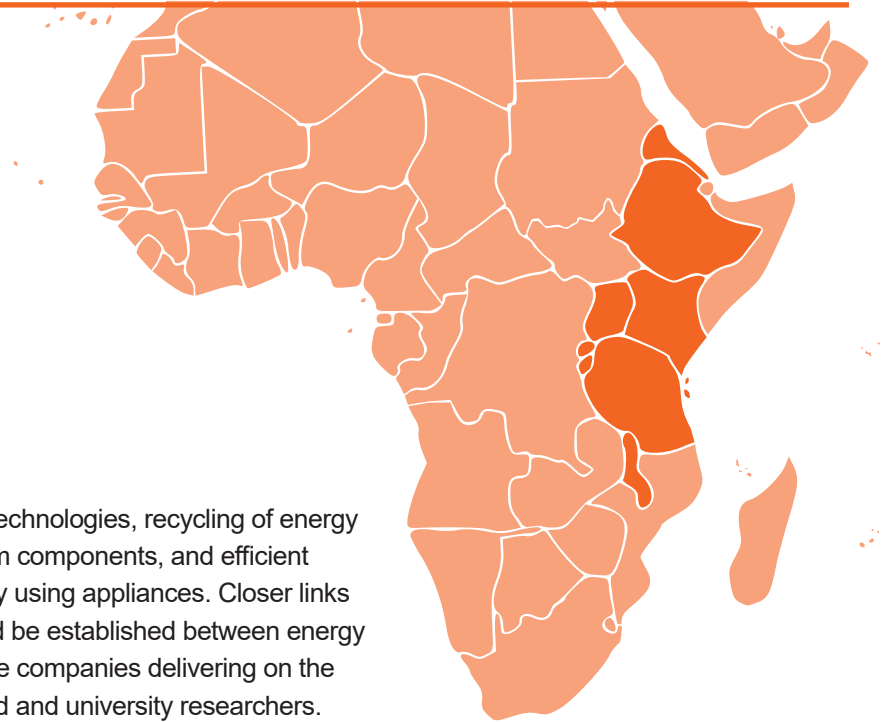 echnologies, recycling of energy
components, and efficient
using appliances. Closer links
be established between energy
companies delivering on the
and university researchers.